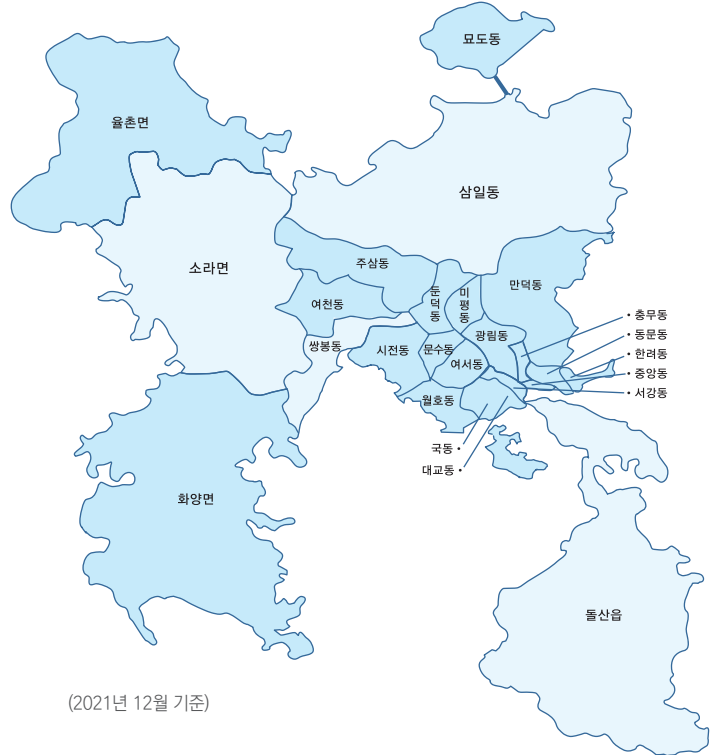 묘도동
율촌면
삼일동
소라면
주삼동
만덕동
여천동
둔덕동
미평동
충무동
광림동
동문동
쌍봉동
시전동
문수동
한려동
여서동
중앙동
서강동
월호동
국동
대교동
화양면
돌산읍
(2021년 12월 기준)